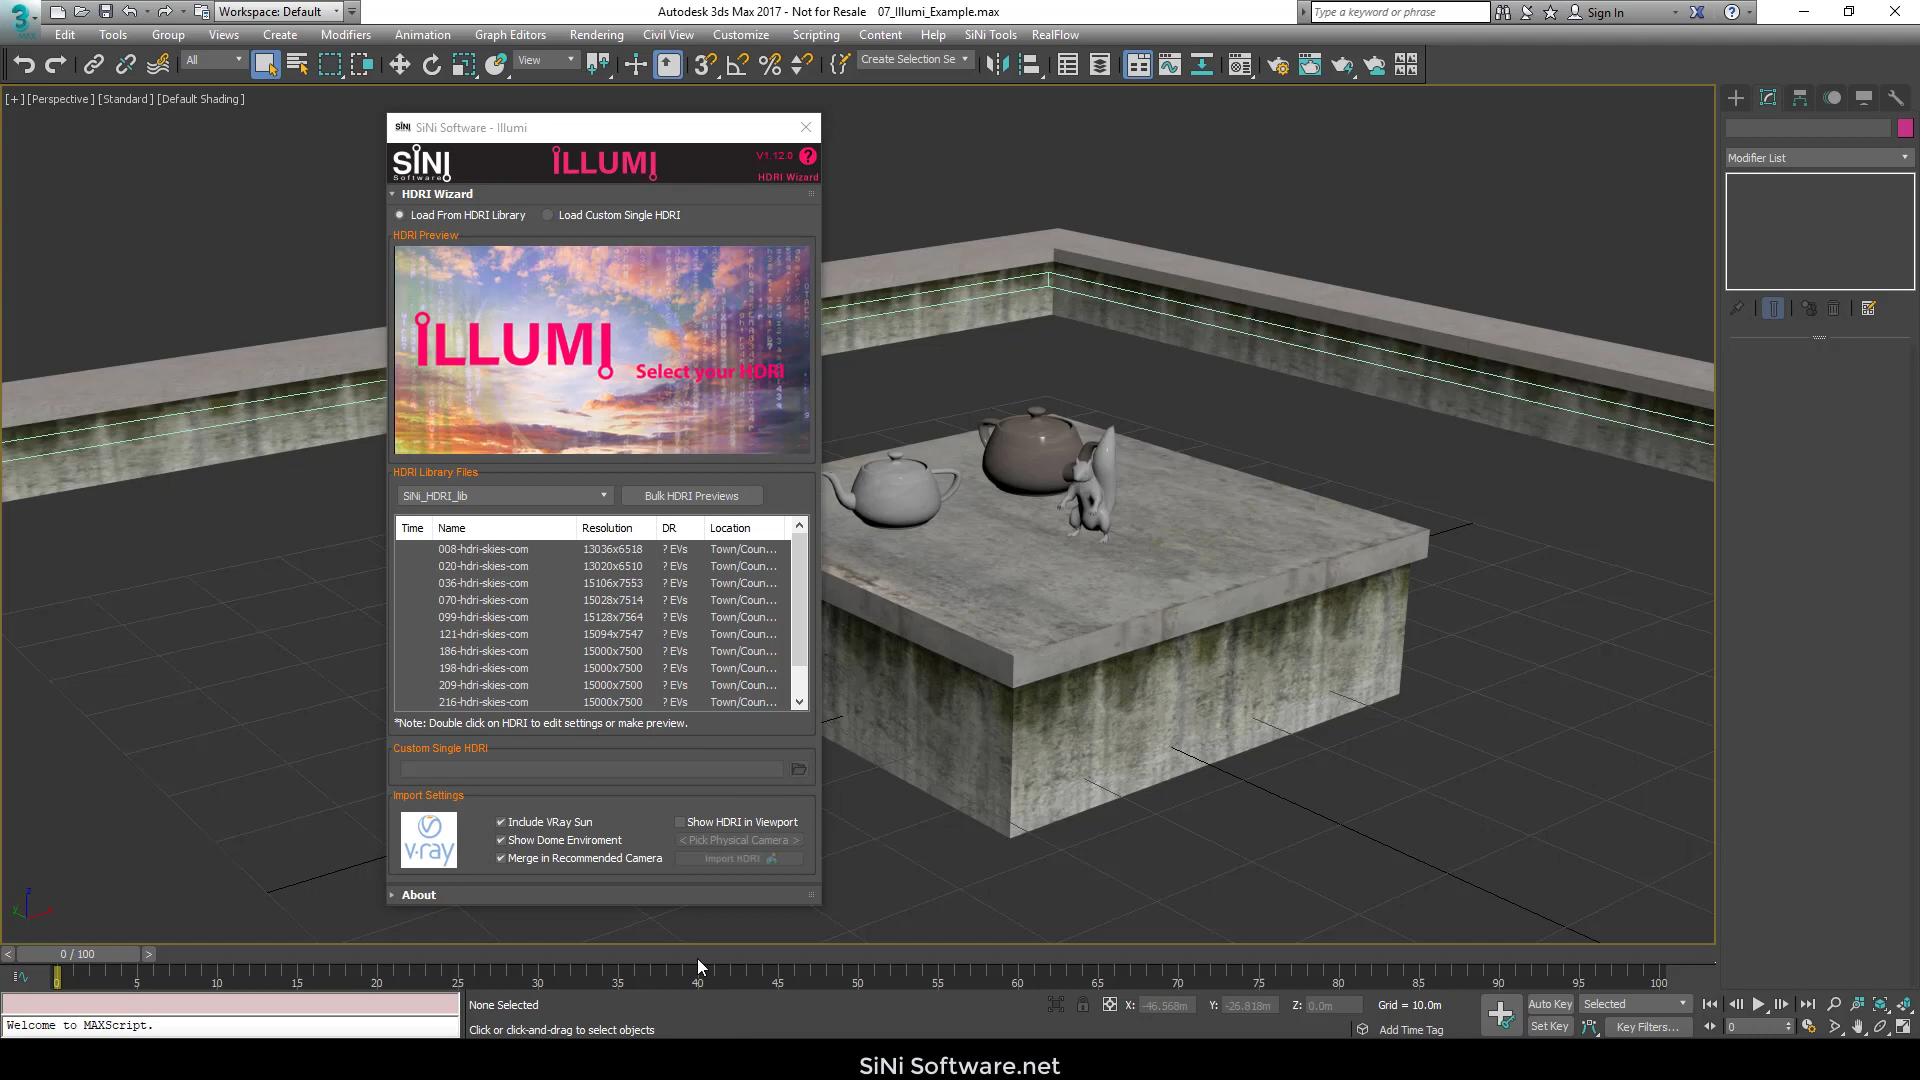 Workspace: Default
Autodesk 3ds Max 2017 - Not for Resale    07_Illumi_Example.max
Type a keyword or phrase
Sign In
MAX
Edit Tools Group Views Create Modifiers Animation Graph Editors Rendering Civil View Customize Scripting Content Help SiNi Tools RealFlow
All
View
Create Selection Se
[+] [Perspective] [Standard] [Default Shading]
SiNi Software - Illumi
SiNi Software
iLLUMi
V1.12.0
HDRI Wizard
HDRI Wizard
Load From HDRI Library
Load Custom Single HDRI
HDRI Preview
iLLUMi
Select your HDRI
HDRI Library Files
SiNi_HDRI_lib
Bulk HDRI Previews
Time Name Resolution DR Location
008-hdri-skies-com 13036x6518 ? EVs Town/Coun...
020-hdri-skies-com 13020x6510 ? EVs Town/Coun...
036-hdri-skies-com 15106x7553 ? EVs Town/Coun...
070-hdri-skies-com 15028x7514 ? EVs Town/Coun...
099-hdri-skies-com 15128x7564 ? EVs Town/Coun...
121-hdri-skies-com 15094x7547 ? EVs Town/Coun...
186-hdri-skies-com 15000x7500 ? EVs Town/Coun...
198-hdri-skies-com 15000x7500 ? EVs Town/Coun...
209-hdri-skies-com 15000x7500 ? EVs Town/Coun...
216-hdri-skies-com 15000x7500 ? EVs Town/Coun...
*Note: Double click on HDRI to edit settings or make preview.
Custom Single HDRI
Import Settings
v-ray
Include VRay Sun
Show HDRI in Viewport
Show Dome Enviroment
< Pick Physical Camera >
Merge in Recommended Camera
Import HDRI
About
Modifier List
z
y
x
< 0 / 100 >
0 5 10 15 20 25 30 35 40 45 50 55 60 65 70 75 80 85 90 95 100
None Selected
X: -46.568m Y: -26.818m Z: 0.0m Grid = 10.0m
Auto Key Selected
Welcome to MAXScript.
Click or click-and-drag to select objects
Add Time Tag
Set Key Key Filters... 0
SiNi Software.net